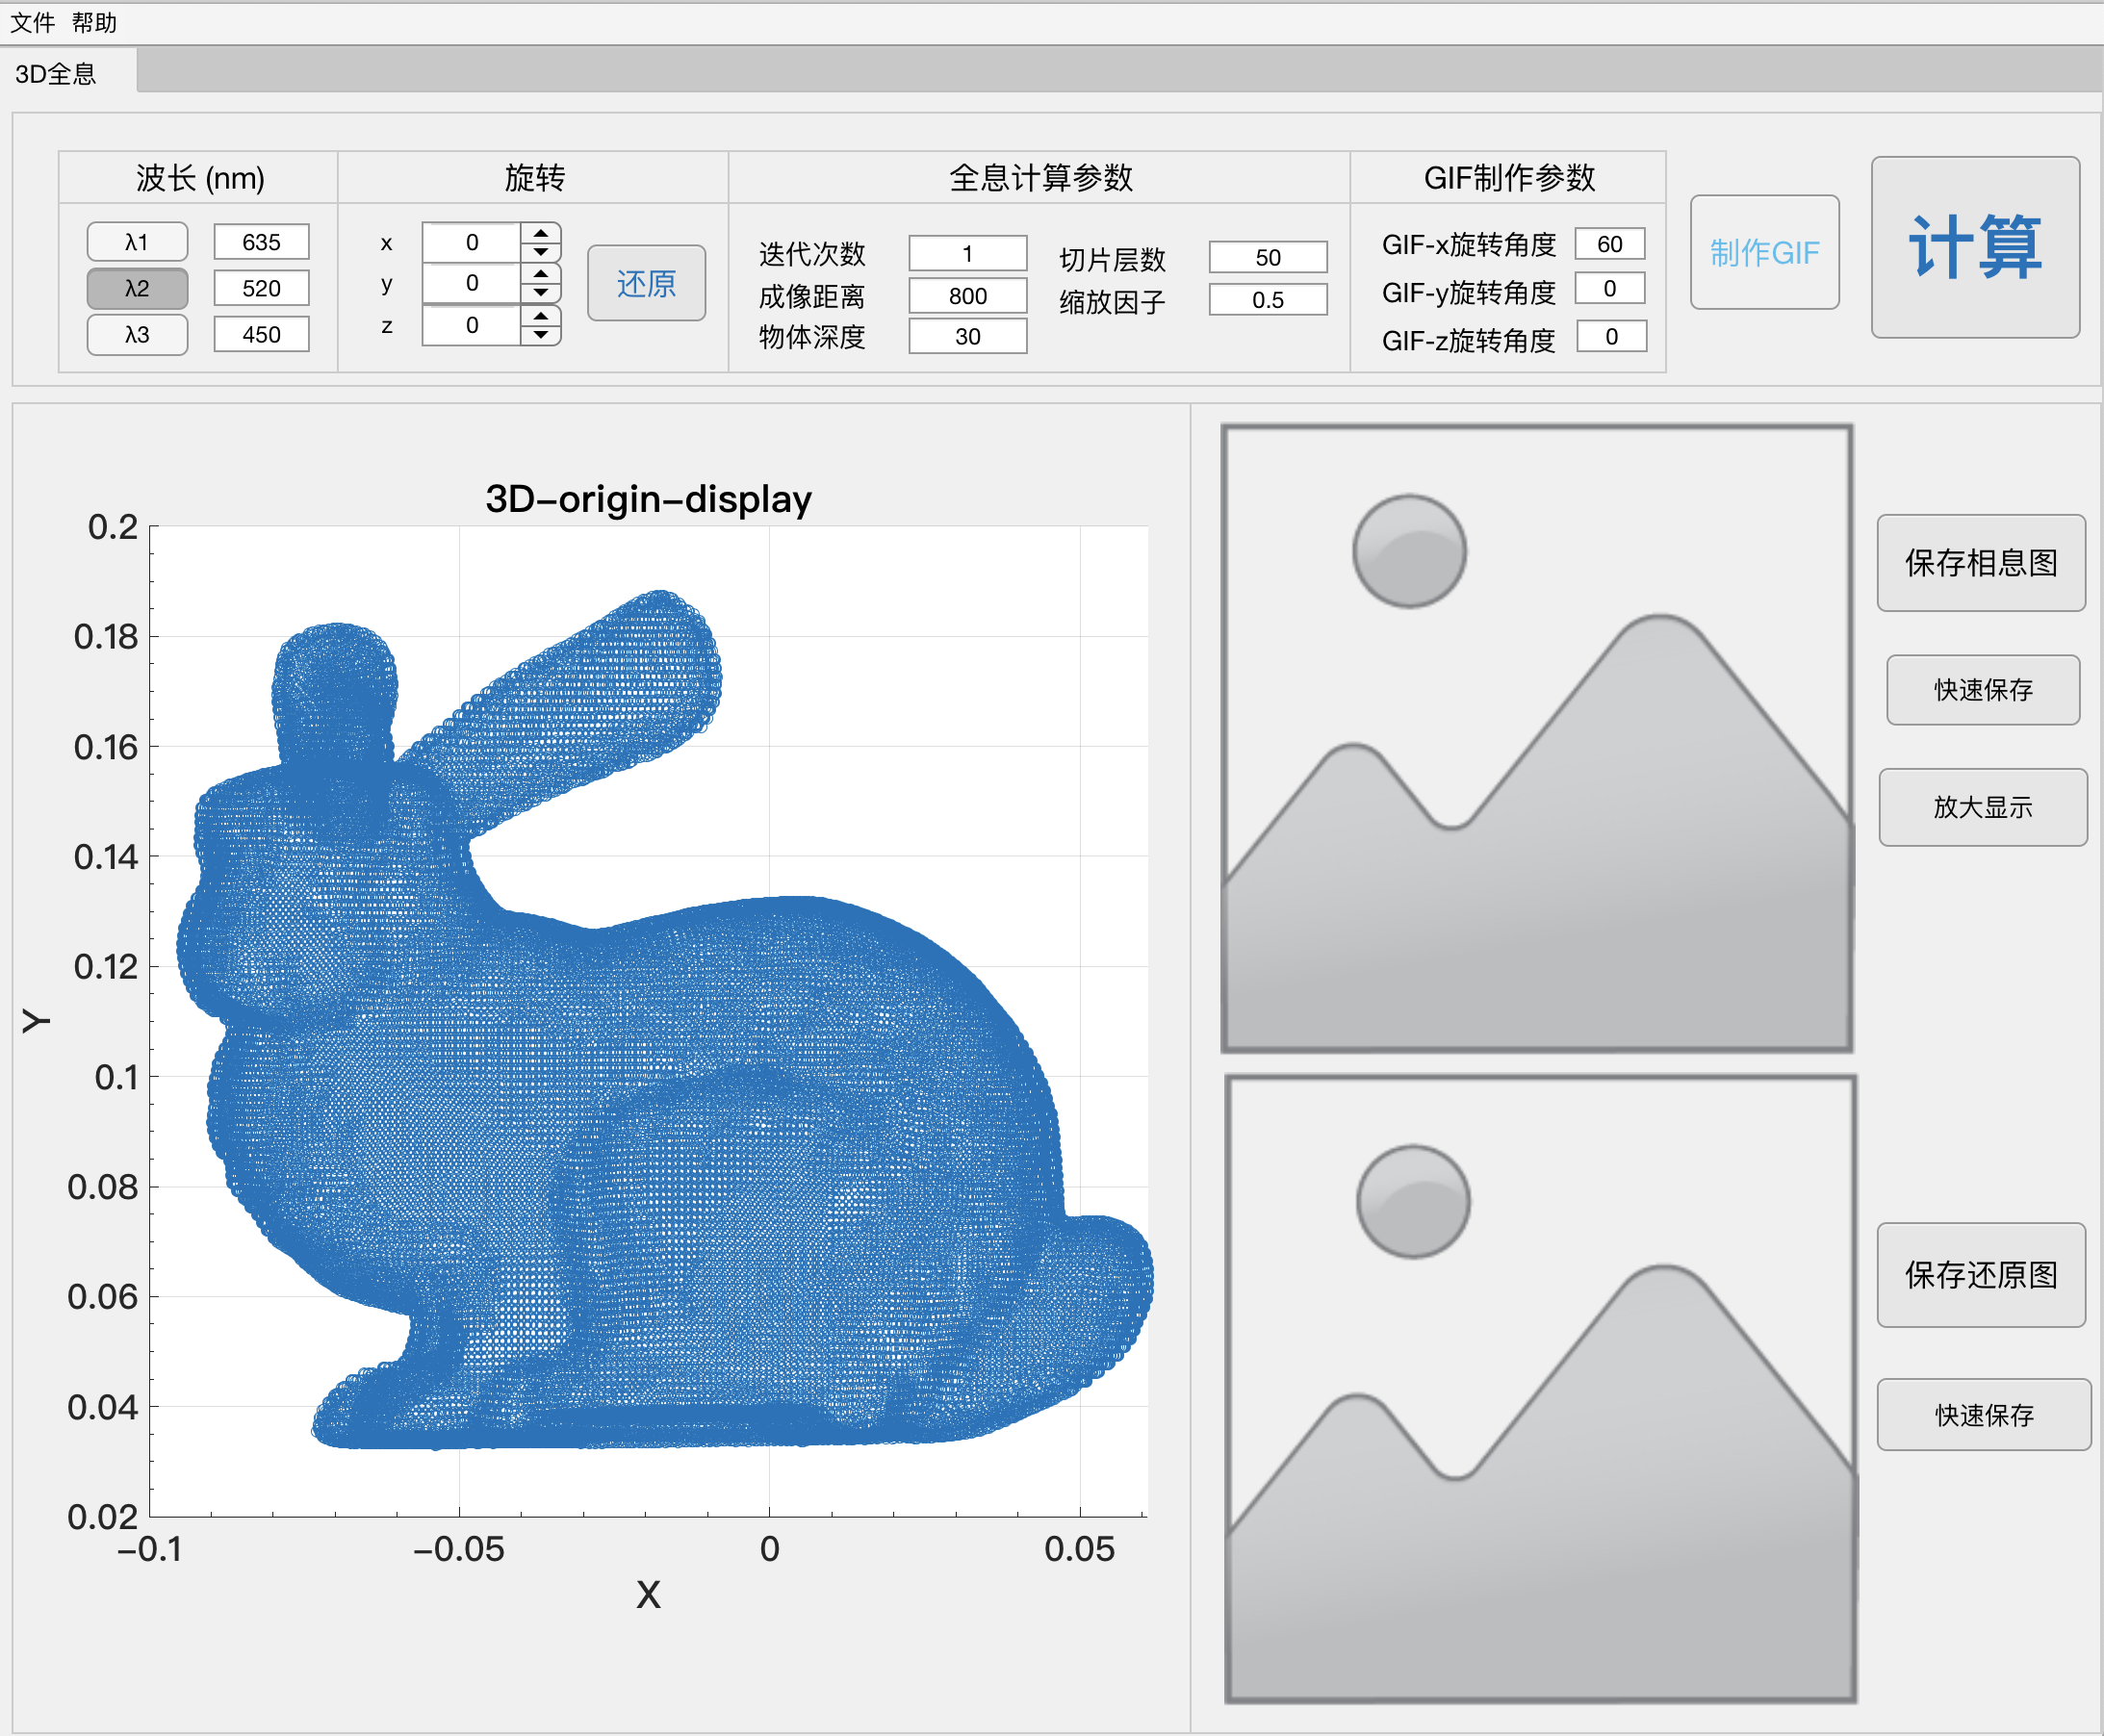 文件 帮助
3D全息
波长 (nm)
λ1 635
λ2 520
λ3 450
旋转
x 0
y 0
z 0
还原
全息计算参数
迭代次数 1
成像距离 800
物体深度 30
切片层数 50
缩放因子 0.5
GIF制作参数
GIF-x旋转角度 60
GIF-y旋转角度 0
GIF-z旋转角度 0
制作GIF
计算
3D-origin-display
0.2
0.18
0.16
0.14
0.12
0.1
0.08
0.06
0.04
0.02
Y
-0.1 -0.05 0 0.05
X
保存相息图
快速保存
放大显示
保存还原图
快速保存